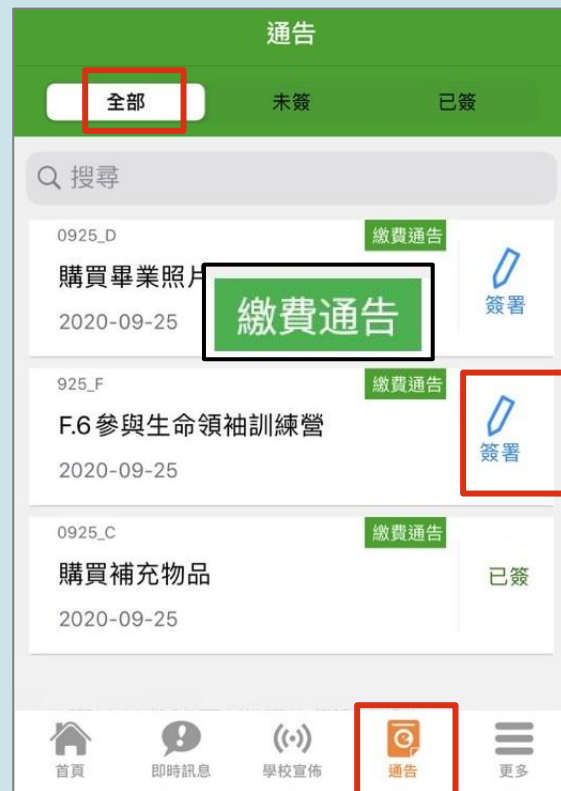 通告
全部 未簽 已簽
搜尋
0925_D 繳費通告
購買畢業照片
繳費通告
簽署
2020-09-25
925_F 繳費通告
F.6參與生命領袖訓練營
簽署
2020-09-25
0925_C 繳費通告
購買補充物品
已簽
2020-09-25
首頁 即時訊息 學校宣佈 通告 更多